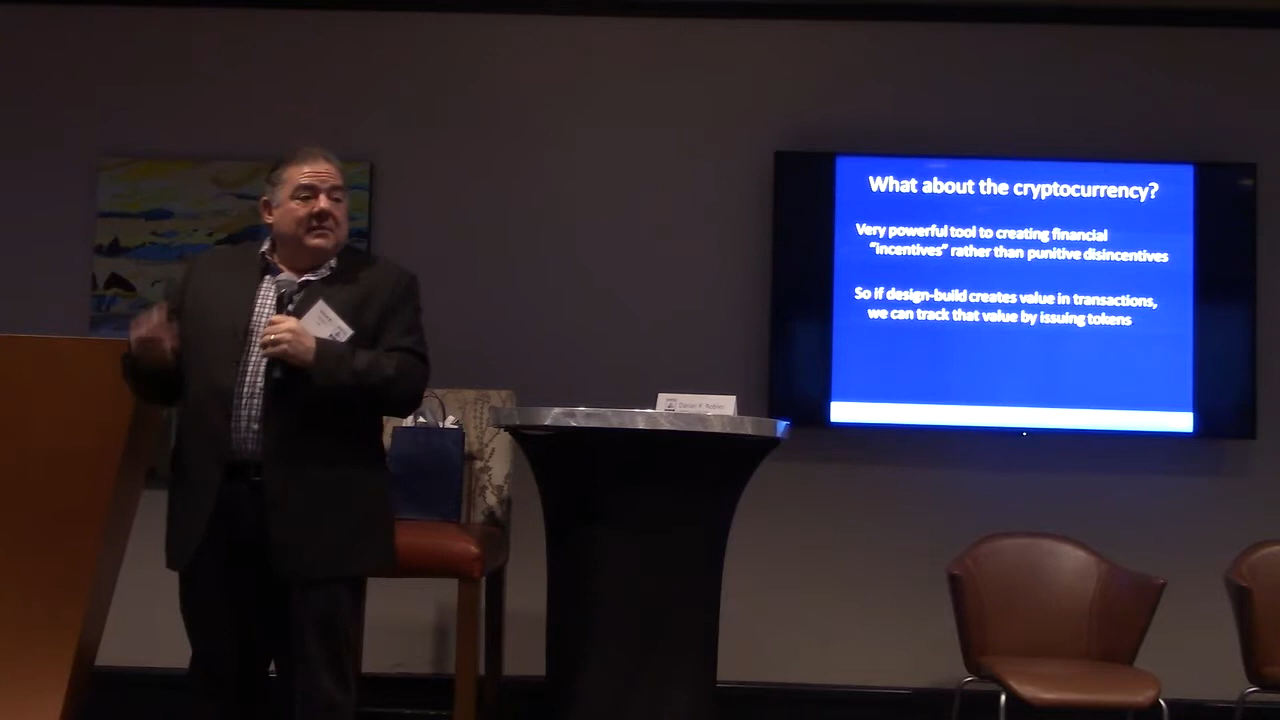 What about the cryptocurrency?
Very powerful tool to creating financial
"incentives" rather than punitive disincentives
So if design-build creates value in transactions,
we can track that value by issuing tokens